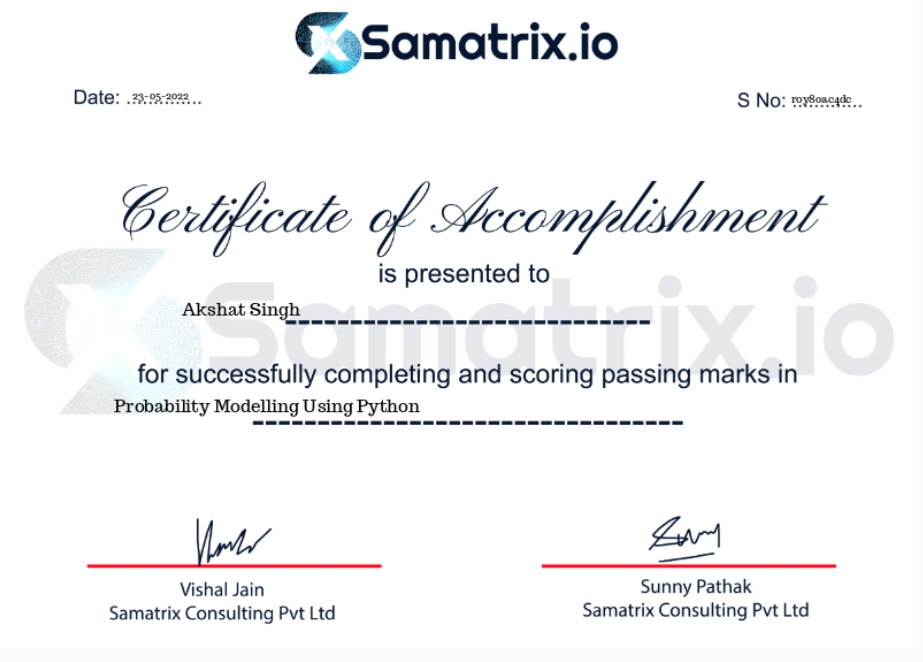 Samatrix.io
Date: 23-05-2022
S No: roy80ac4dc
Certificate of Accomplishment
is presented to
Akshat Singh
for successfully completing and scoring passing marks in
Probability Modelling Using Python
Vishal Jain
Samatrix Consulting Pvt Ltd
Sunny Pathak
Samatrix Consulting Pvt Ltd
Samatrix.io